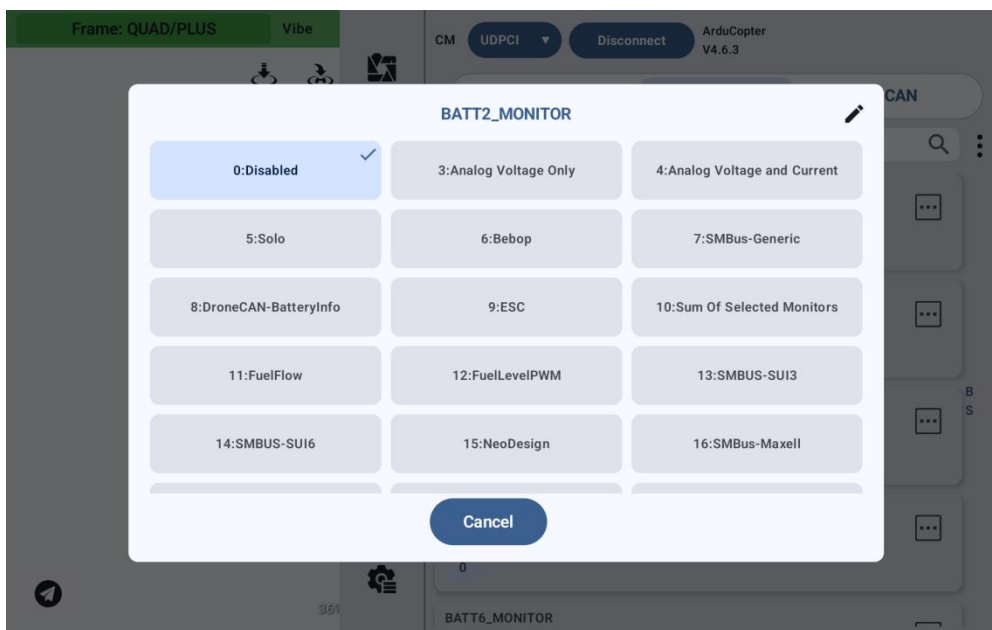 Frame: QUAD/PLUS Vibe
CM UDPCI Disconnect ArduCopter
V4.6.3
CAN
BATT2_MONITOR
0:Disabled 3:Analog Voltage Only 4:Analog Voltage and Current
5:Solo 6:Bebop 7:SMBus-Generic
8:DroneCAN-BatteryInfo 9:ESC 10:Sum Of Selected Monitors
11:FuelFlow 12:FuelLevelPWM 13:SMBUS-SUI3
B
S
14:SMBUS-SUI6 15:NeoDesign 16:SMBus-Maxell
Cancel
0
36%
BATT6_MONITOR